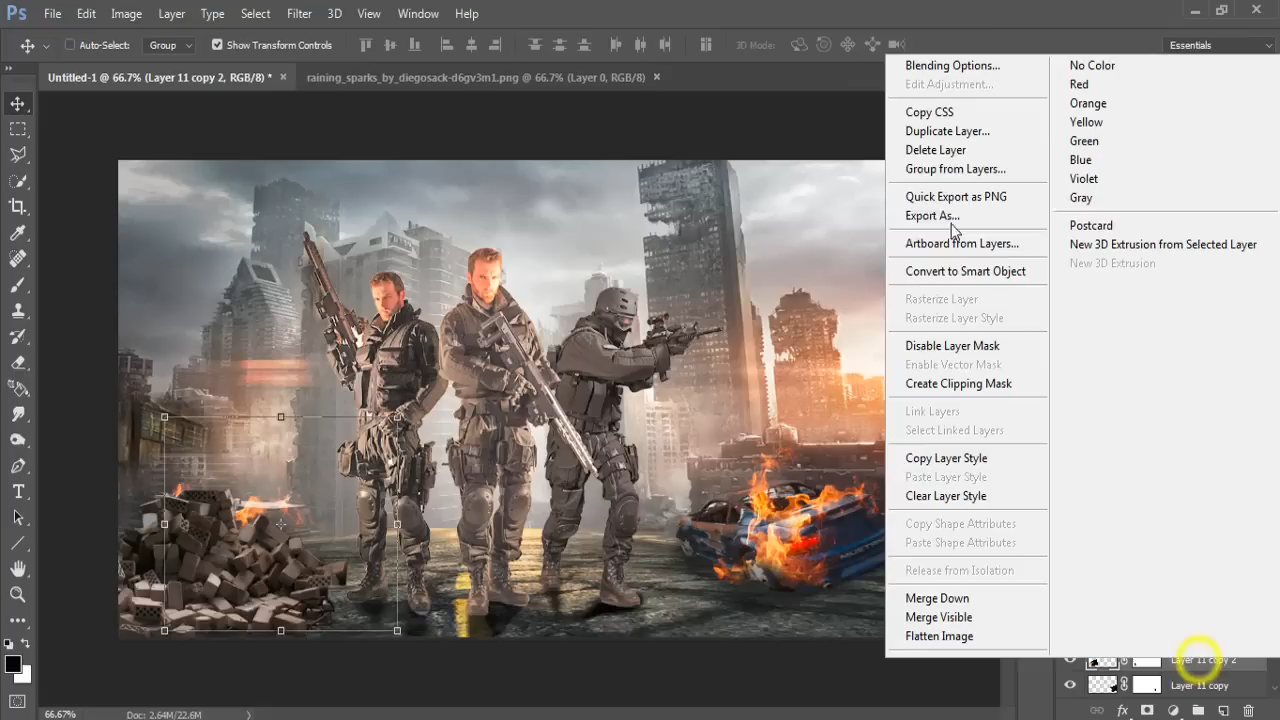 Ps File Edit Image Layer Type Select Filter 3D View Window Help
Auto-Select: Group Show Transform Controls 3D Mode: Essentials
Untitled-1 @ 66.7% (Layer 11 copy 2, RGB/8) * × raining_sparks_by_diegosack-d6gv3m1.png @ 66.7% (Layer 0, RGB/8) ×
Blending Options...
Edit Adjustment...
Copy CSS
Duplicate Layer...
Delete Layer
Group from Layers...
Quick Export as PNG
Export As...
Artboard from Layers...
Convert to Smart Object
Rasterize Layer
Rasterize Layer Style
Disable Layer Mask
Enable Vector Mask
Create Clipping Mask
Link Layers
Select Linked Layers
Copy Layer Style
Paste Layer Style
Clear Layer Style
Copy Shape Attributes
Paste Shape Attributes
Release from Isolation
Merge Down
Merge Visible
Flatten Image
No Color
Red
Orange
Yellow
Green
Blue
Violet
Gray
Postcard
New 3D Extrusion from Selected Layer
New 3D Extrusion
Layer 11 copy 2
Layer 11 copy
66.67% Doc: 2.64M/22.6M